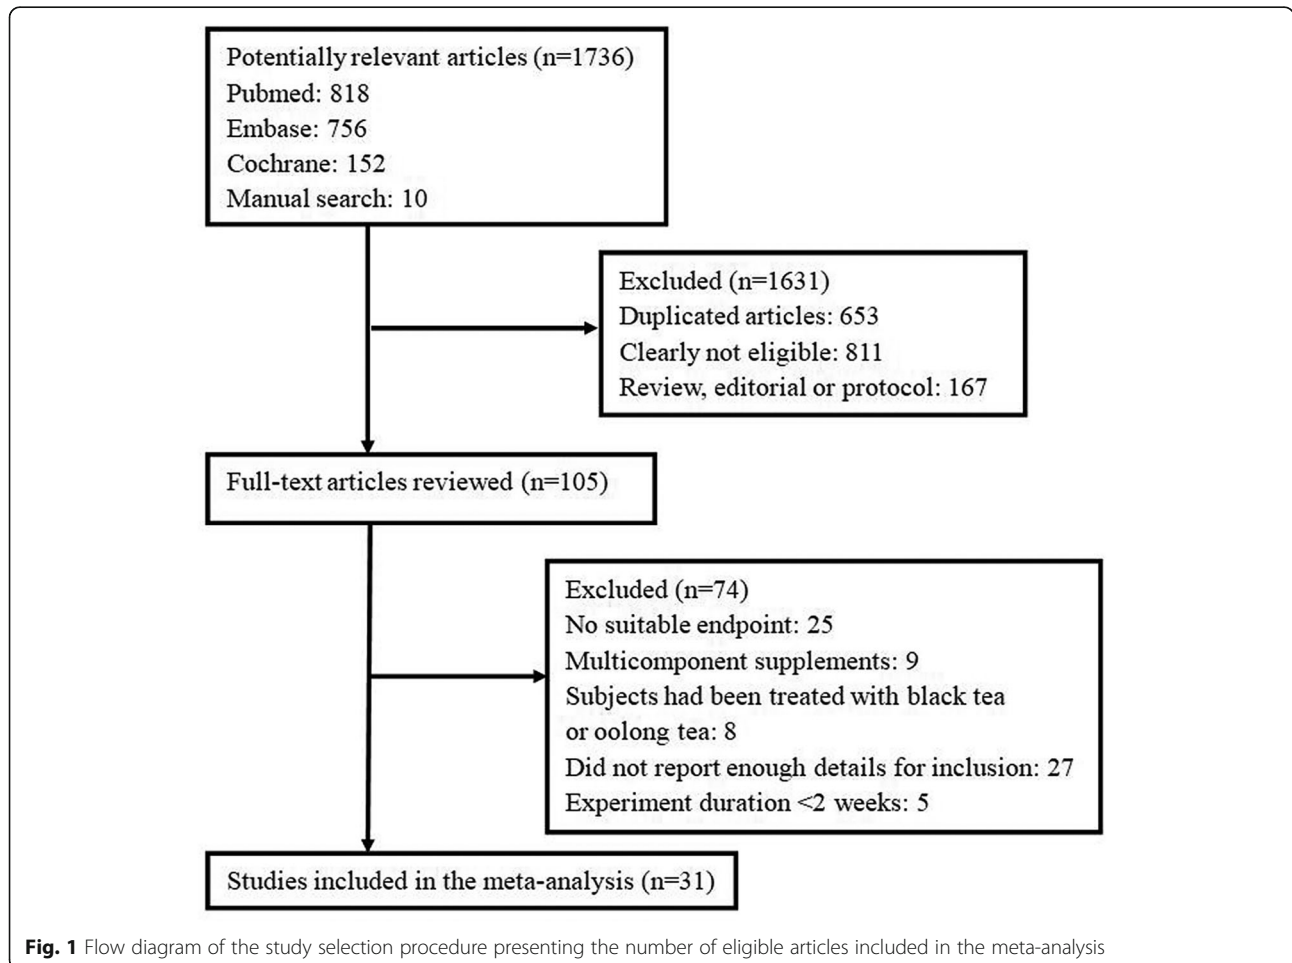 Potentially relevant articles (n=1736)
Pubmed: 818
Embase: 756
Cochrane: 152
Manual search: 10
Excluded (n=1631)
Duplicated articles: 653
Clearly not eligible: 811
Review, editorial or protocol: 167
Full-text articles reviewed (n=105)
Excluded (n=74)
No suitable endpoint: 25
Multicomponent supplements: 9
Subjects had been treated with black tea
or oolong tea: 8
Did not report enough details for inclusion: 27
Experiment duration <2 weeks: 5
Studies included in the meta-analysis (n=31)
Fig. 1 Flow diagram of the study selection procedure presenting the number of eligible articles included in the meta-analysis